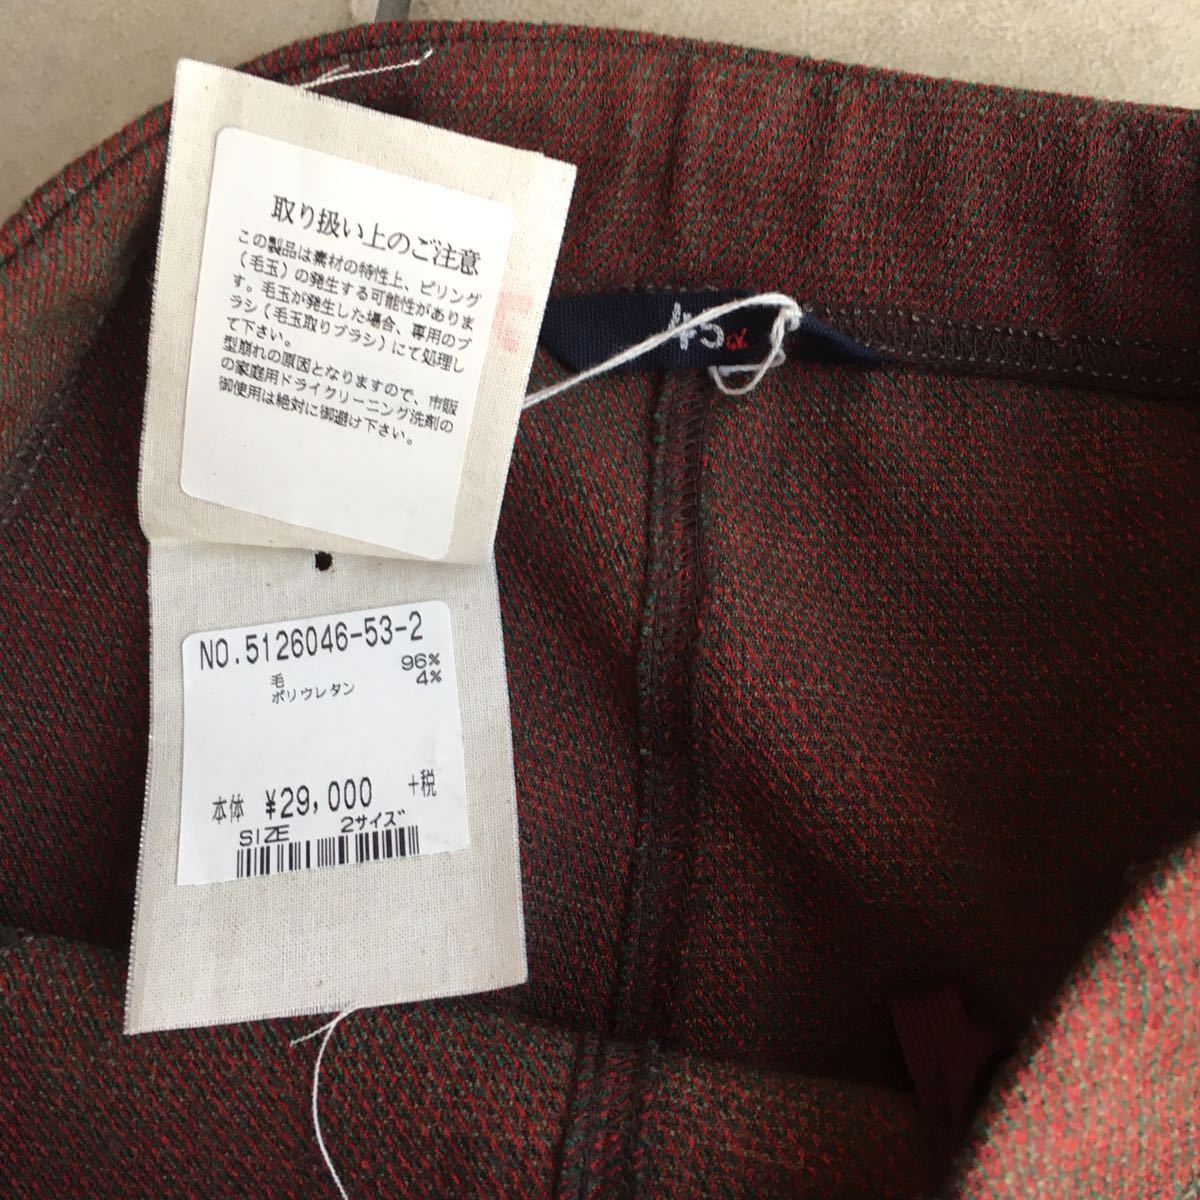 取り扱い上のご注意
この製品は素材の特性上、ピリング
(毛玉)の発生する可能性がありま
す。毛玉が発生した場合、専用のブ
ラシ(毛玉取りブラシ)にて処理し
て下さい。
型崩れの原因となりますので、市販
の家庭用ドライクリーニング洗剤の
御使用は絶対に御避け下さい。
45R
NO.5126046-53-2
毛 96%
ポリウレタン 4%
本体 ¥29,000 +税
SIZE 2サイズ